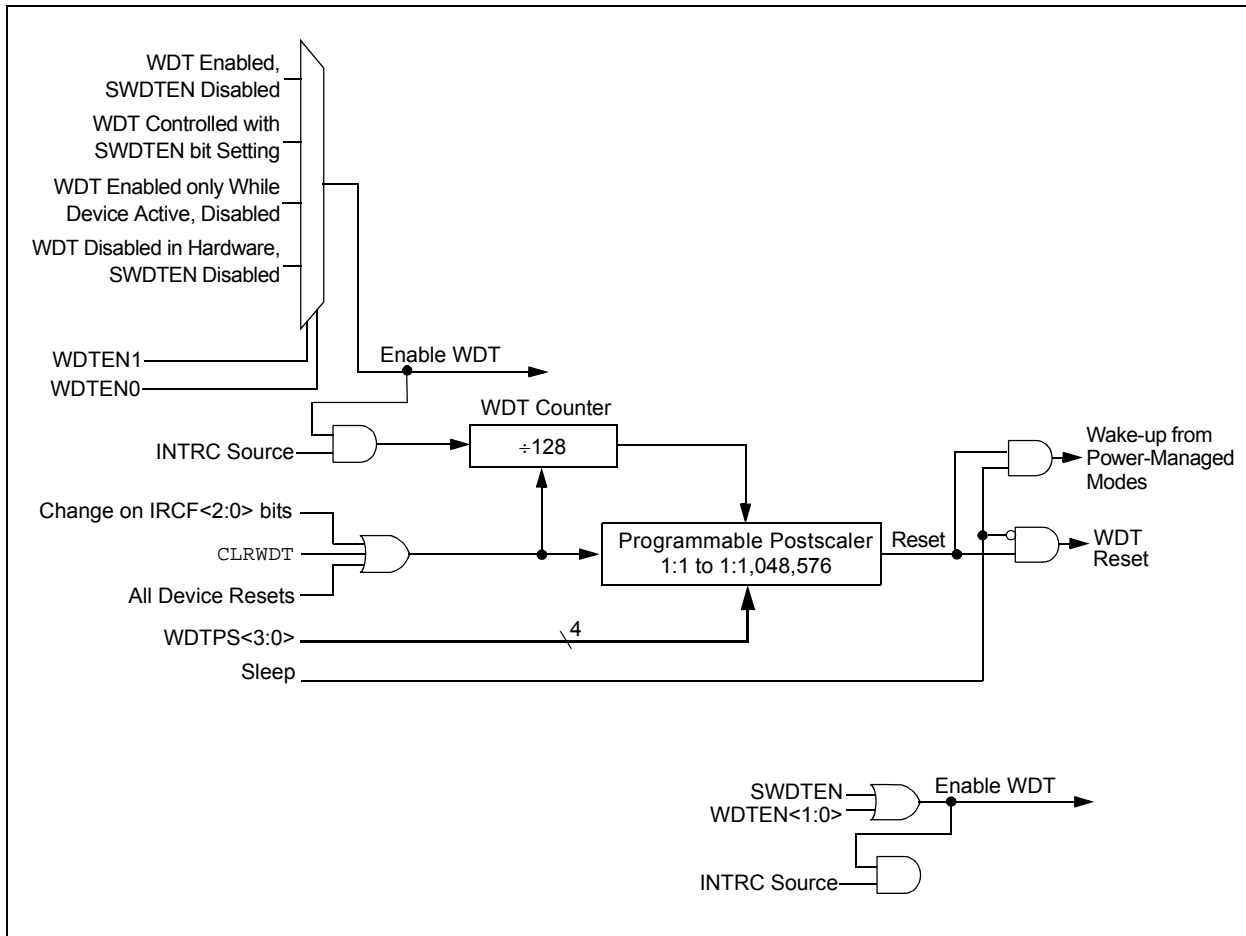 WDT Enabled,
SWDTEN Disabled
WDT Controlled with
SWDTEN bit Setting
WDT Enabled only While
Device Active, Disabled
WDT Disabled in Hardware,
SWDTEN Disabled
WDTEN1
WDTEN0
Enable WDT
WDT Counter
INTRC Source
÷128
Wake-up from
Power-Managed
Modes
Change on IRCF<2:0> bits
CLRWDT
All Device Resets
Programmable Postscaler
1:1 to 1:1,048,576
Reset
WDT
Reset
WDTPS<3:0>
4
Sleep
SWDTEN
WDTEN<1:0>
Enable WDT
INTRC Source